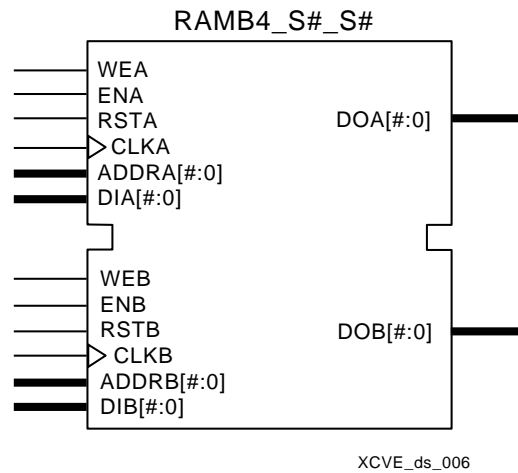 RAMB4_S#_S#
WEA
ENA
RSTA
CLKA
ADDRA[#:0]
DIA[#:0]
DOA[#:0]
WEB
ENB
RSTB
CLKB
ADDRB[#:0]
DIB[#:0]
DOB[#:0]
XCVE_ds_006